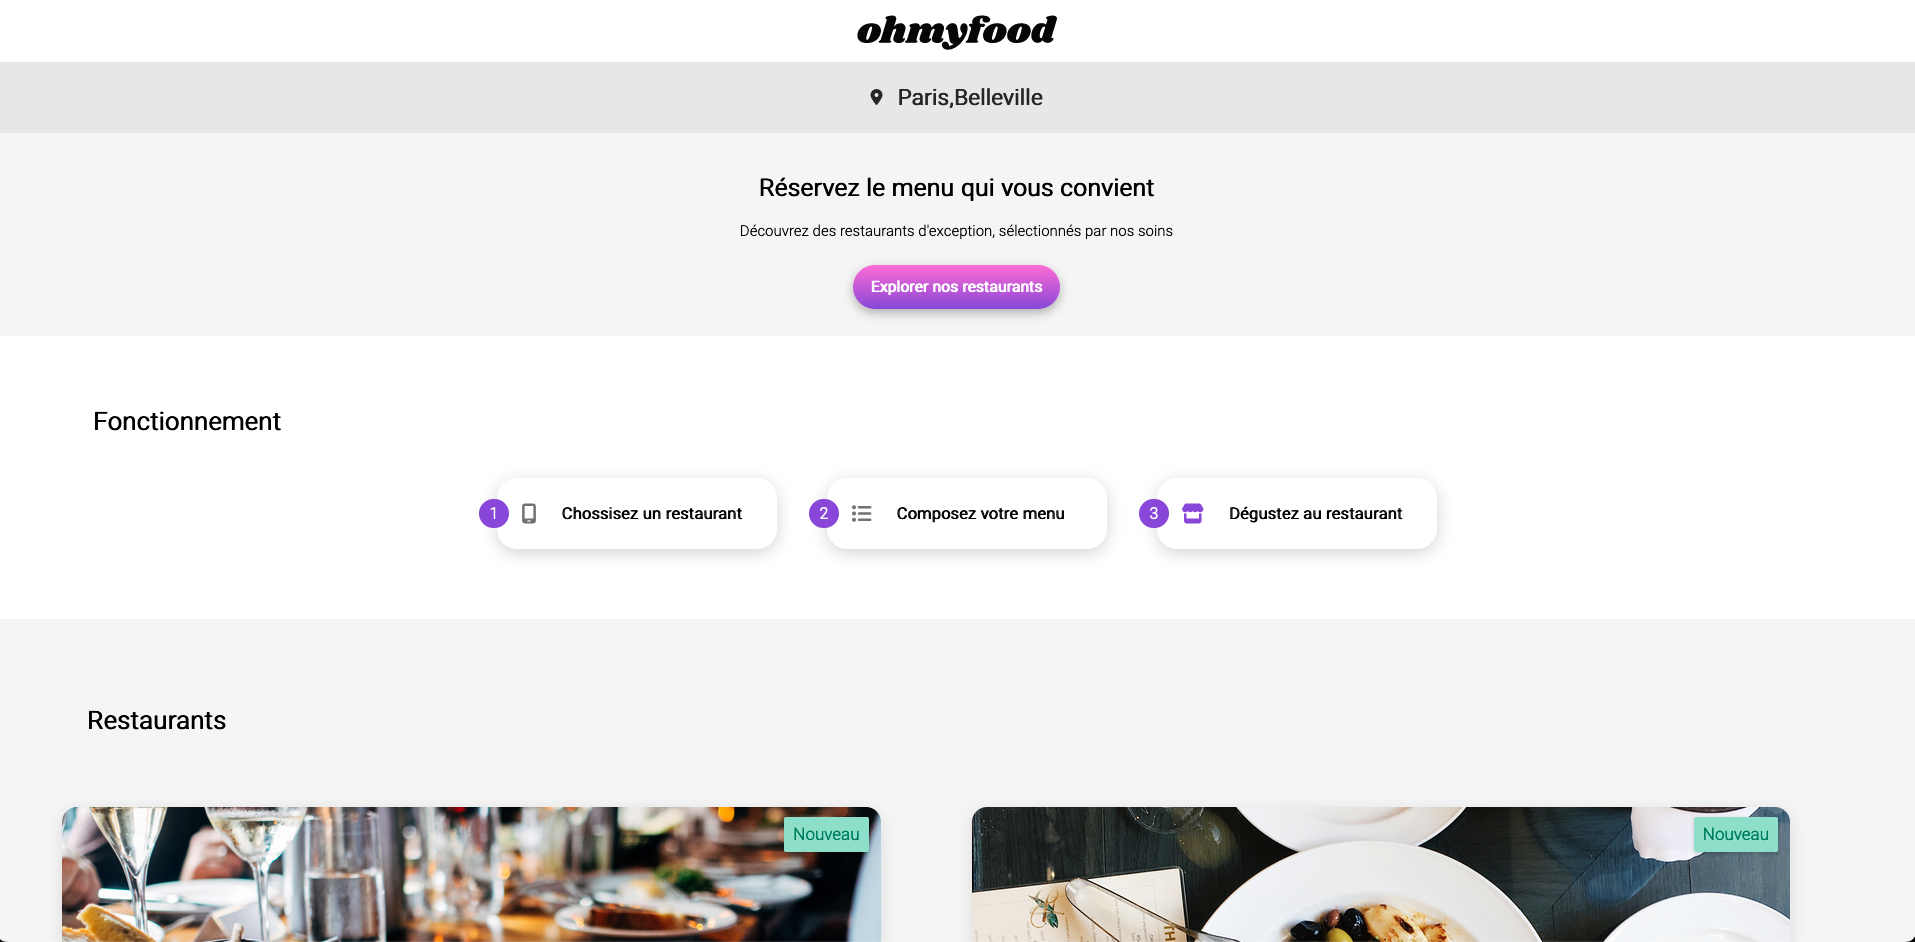 ohmyfood
Paris,Belleville
Réservez le menu qui vous convient
Découvrez des restaurants d'exception, sélectionnés par nos soins
Explorer nos restaurants
Fonctionnement
1 Chossisez un restaurant
2 Composez votre menu
3 Dégustez au restaurant
Restaurants
Nouveau
Nouveau